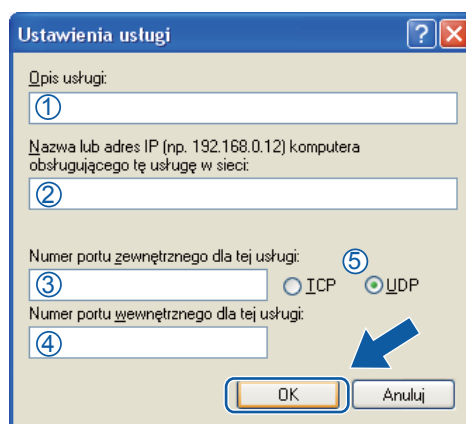 Ustawienia usługi
Opis usługi:
①
Nazwa lub adres IP (np. 192.168.0.12) komputera
obsługującego tę usługę w sieci:
②
Numer portu zewnętrznego dla tej usługi:
⑤
③ TCP UDP
Numer portu wewnętrznego dla tej usługi:
④
OK Anuluj